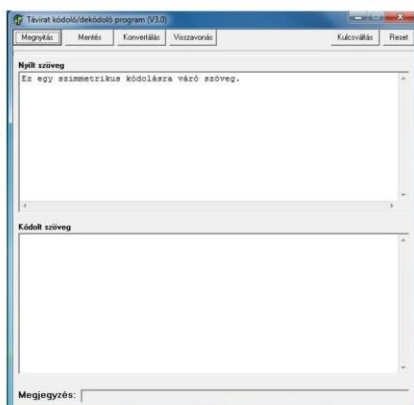 Távirat kódoló/dekódoló program (V3.0)
Megnyitás Mentés Konvertálás Visszavonás Kulcsváltás Reset
Nyílt szöveg
Ez egy szimmetrikus kódolásra váró szöveg.
Kódolt szöveg
Megjegyzés: